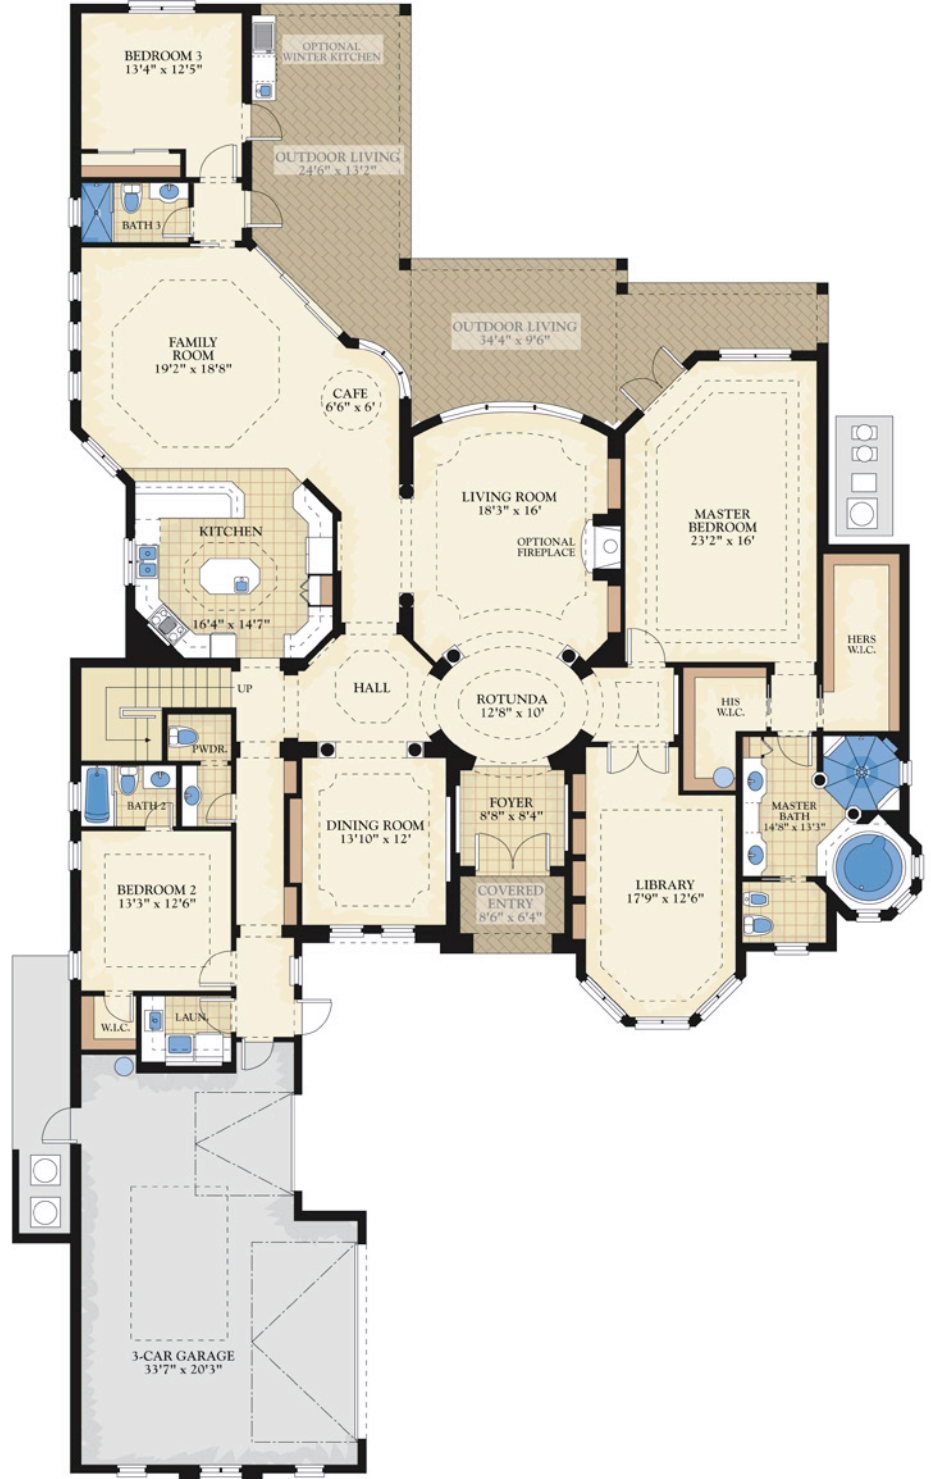 BEDROOM 3
13'4" x 12'5"
OPTIONAL
WINTER KITCHEN
OUTDOOR LIVING
24'6" x 13'2"
BATH 3
FAMILY
ROOM
19'2" x 18'8"
CAFE
6'6" x 6'
OUTDOOR LIVING
34'4" x 9'6"
LIVING ROOM
18'3" x 16'
OPTIONAL
FIREPLACE
MASTER
BEDROOM
23'2" x 16'
KITCHEN
16'4" x 14'7"
HERS
W.I.C.
UP
HALL
ROTUNDA
12'8" x 10'
HIS
W.I.C.
PWDR.
BATH 2
DINING ROOM
13'10" x 12'
FOYER
8'8" x 8'4"
MASTER
BATH
14'8" x 13'3"
BEDROOM 2
13'3" x 12'6"
COVERED
ENTRY
8'6" x 6'4"
LIBRARY
17'9" x 12'6"
W.I.C.
LAUN.
3-CAR GARAGE
33'7" x 20'3"